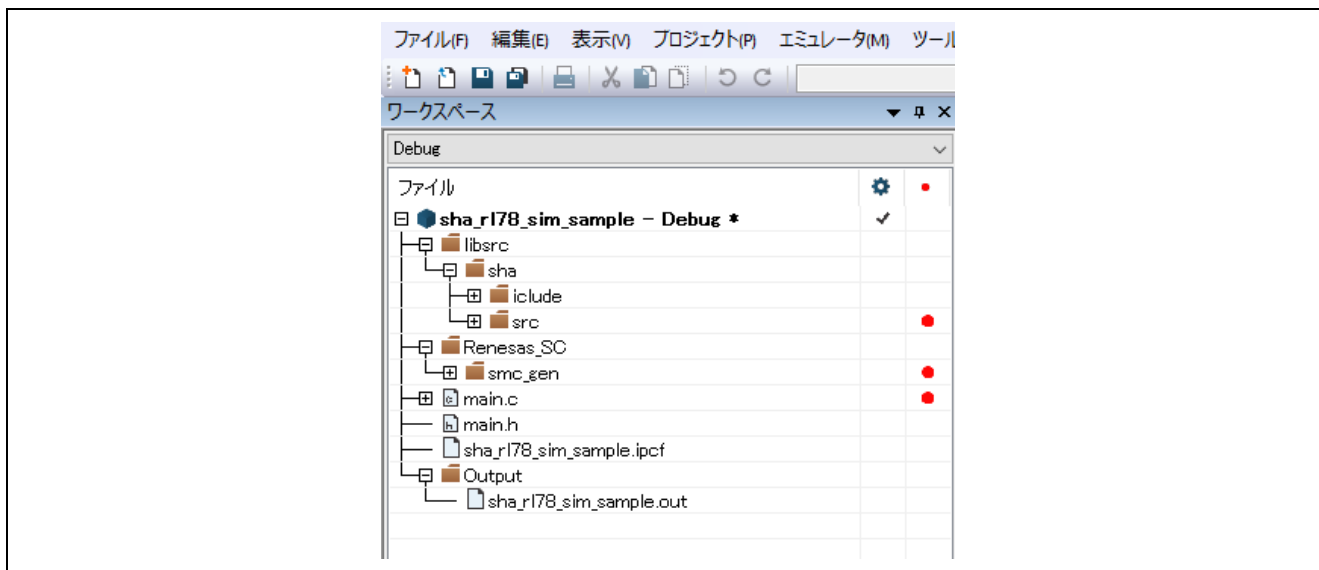 ファイル(F) 編集(E) 表示(V) プロジェクト(P) エミュレータ(M) ツール
ワークスペース
Debug
ファイル
sha_rl78_sim_sample - Debug *
libsrc
sha
iclude
src
Renesas_SC
smc_gen
main.c
main.h
sha_rl78_sim_sample.ipcf
Output
sha_rl78_sim_sample.out